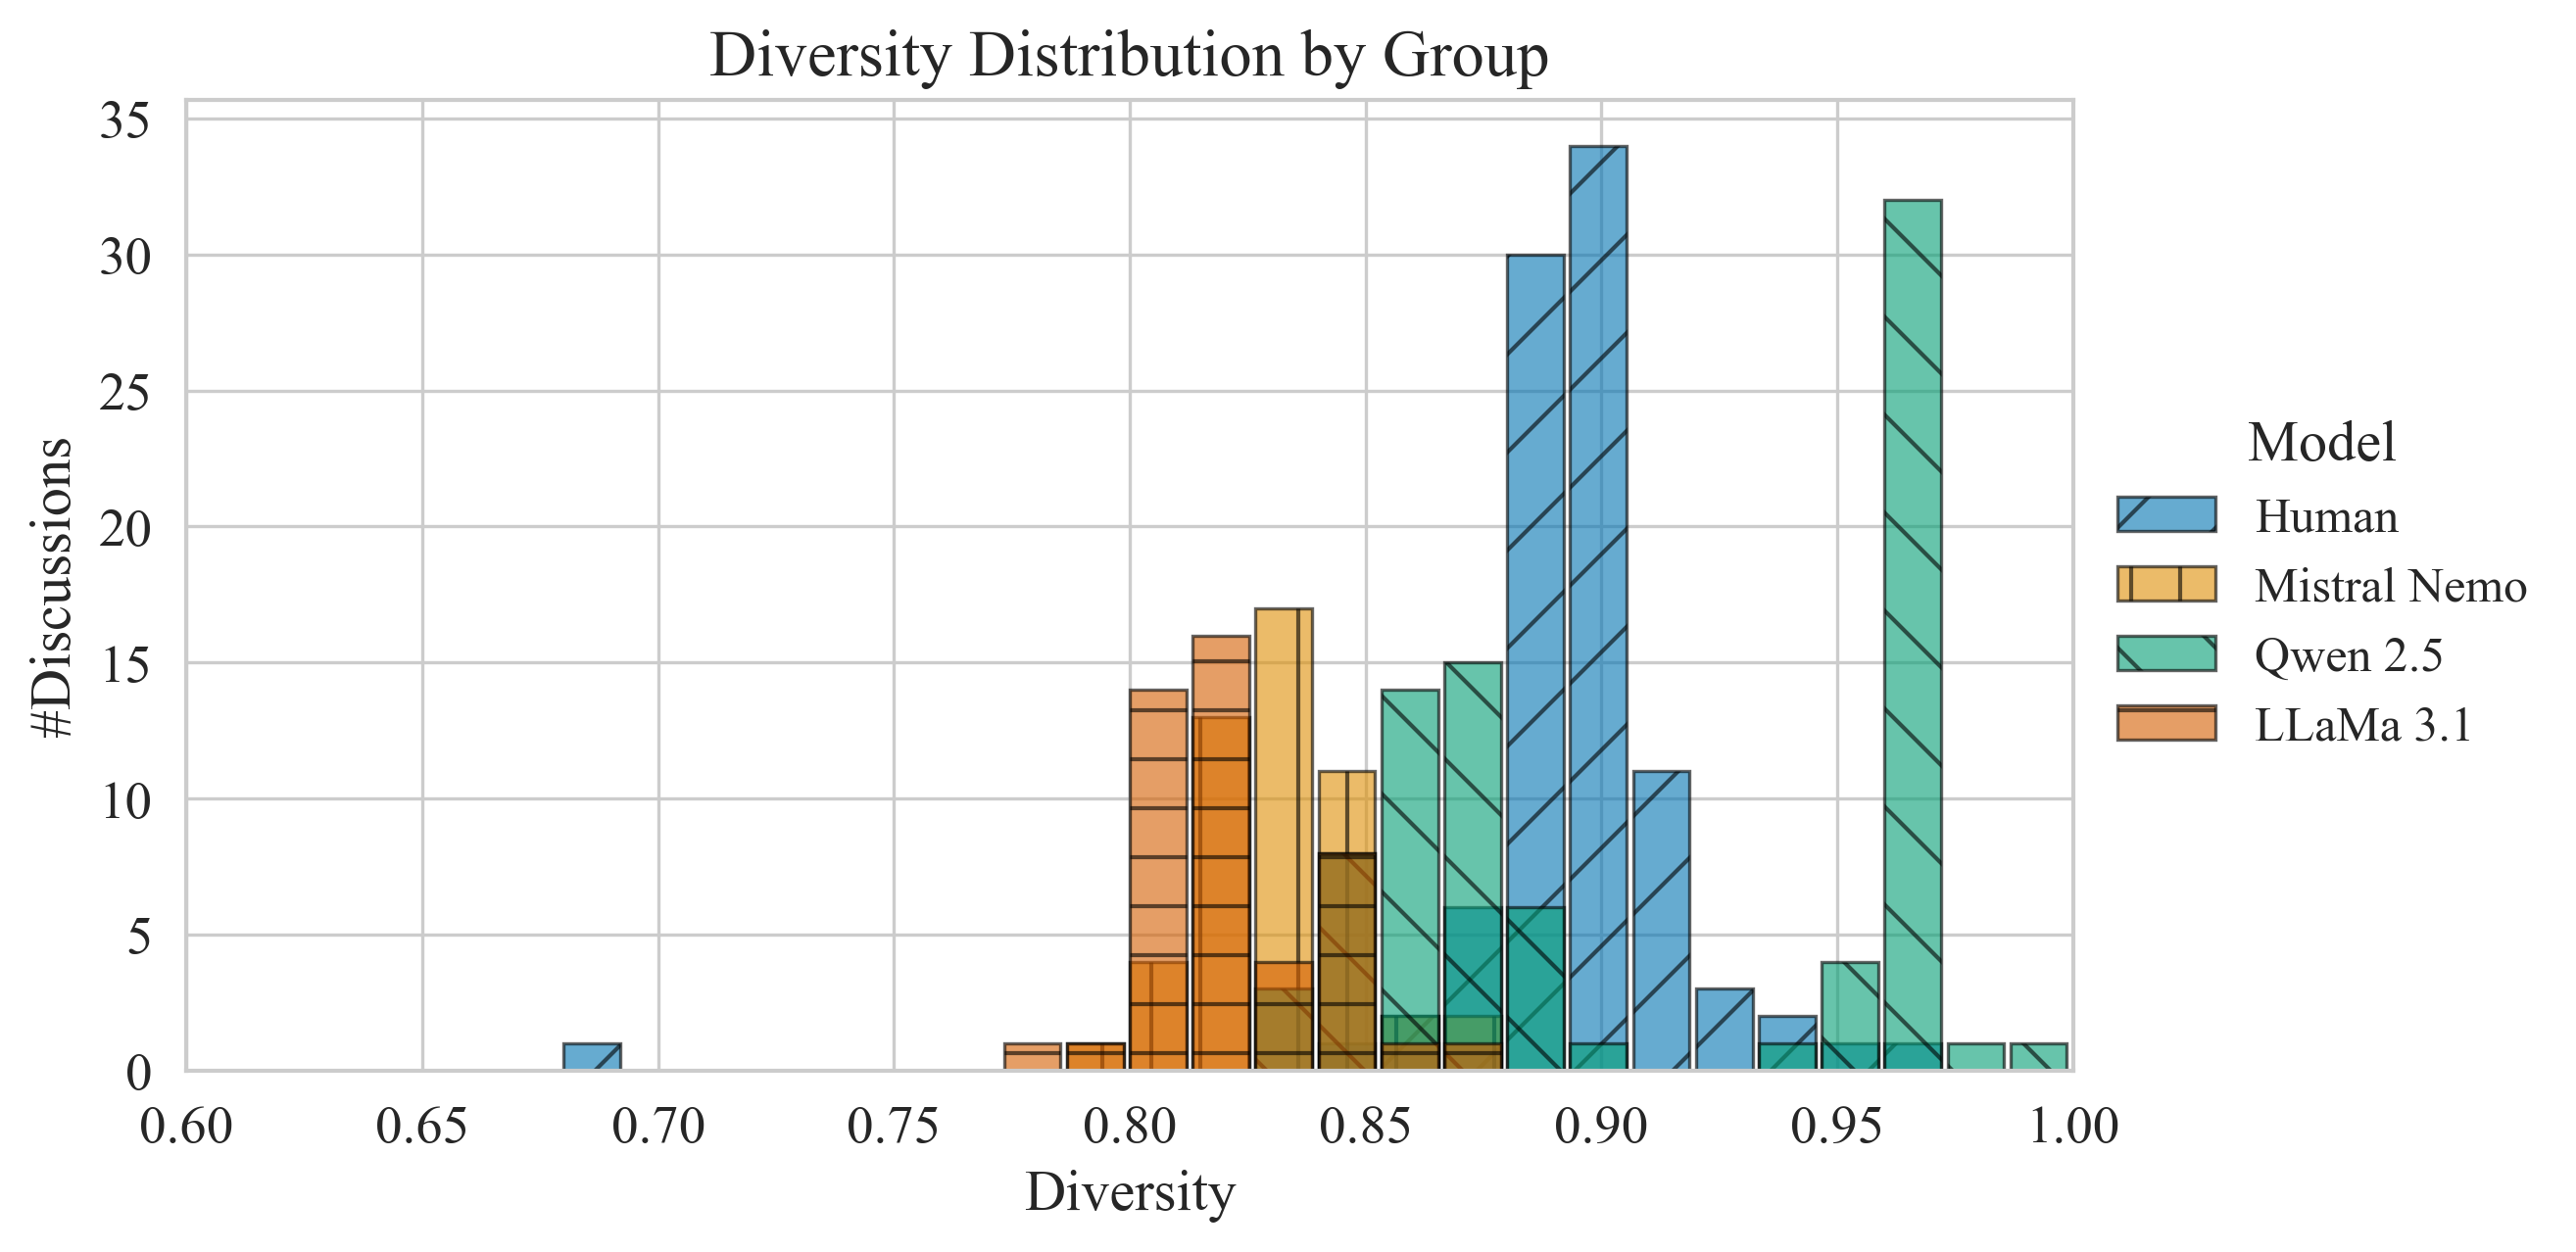 Diversity Distribution by Group
35
30
25
20
15
10
5
0
#Discussions
0.60 0.65 0.70 0.75 0.80 0.85 0.90 0.95 1.00
Diversity
Model
Human
Mistral Nemo
Qwen 2.5
LLaMa 3.1